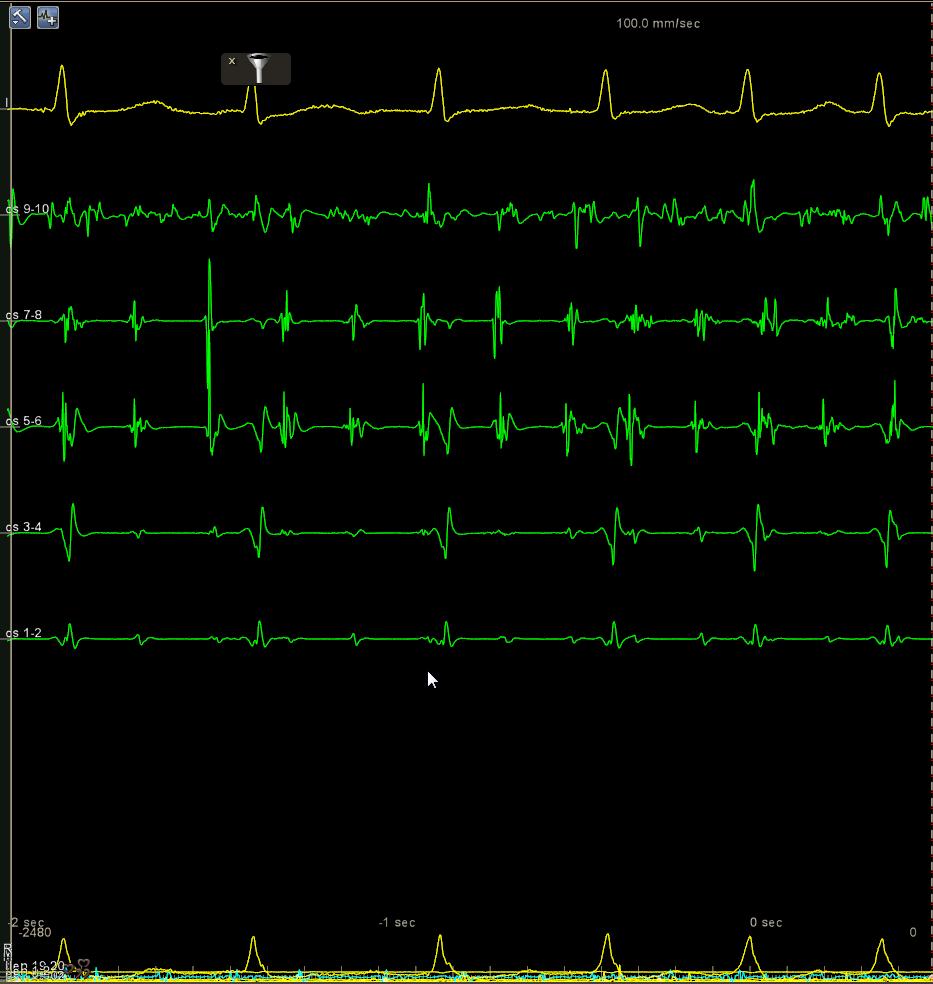 100.0 mm/sec
x
I
cs 9-10
cs 7-8
cs 5-6
cs 3-4
cs 1-2
-2 sec
-1 sec
0 sec
-2480
0